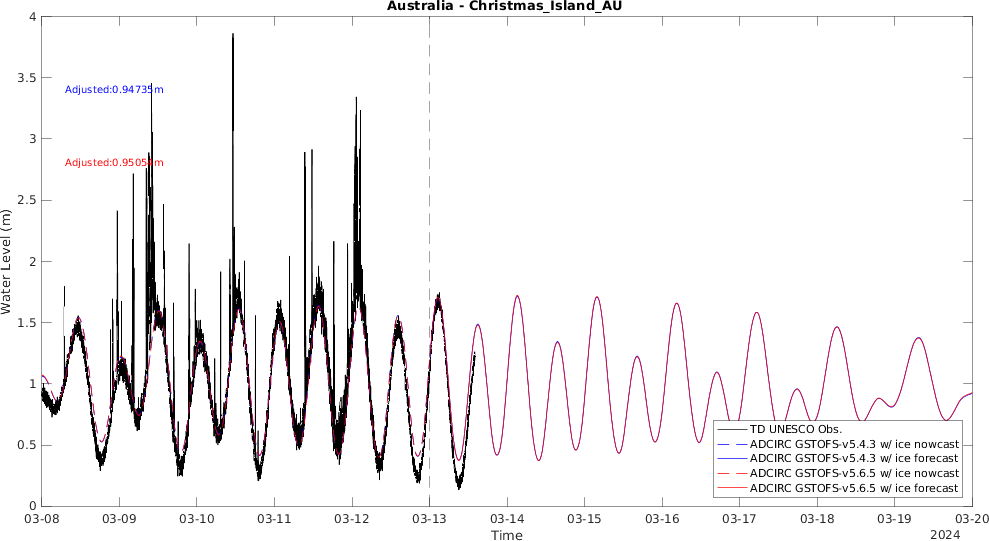 Australia - Christmas_Island_AU
4
3.5
3
2.5
2
1.5
1
0.5
0
Water Level (m)
Adjusted:0.94735m
Adjusted:0.95054m
TD UNESCO Obs.
ADCIRC GSTOFS-v5.4.3 w/ ice nowcast
ADCIRC GSTOFS-v5.4.3 w/ ice forecast
ADCIRC GSTOFS-v5.6.5 w/ ice nowcast
ADCIRC GSTOFS-v5.6.5 w/ ice forecast
03-08 03-09 03-10 03-11 03-12 03-13 03-14 03-15 03-16 03-17 03-18 03-19 03-20
Time
2024